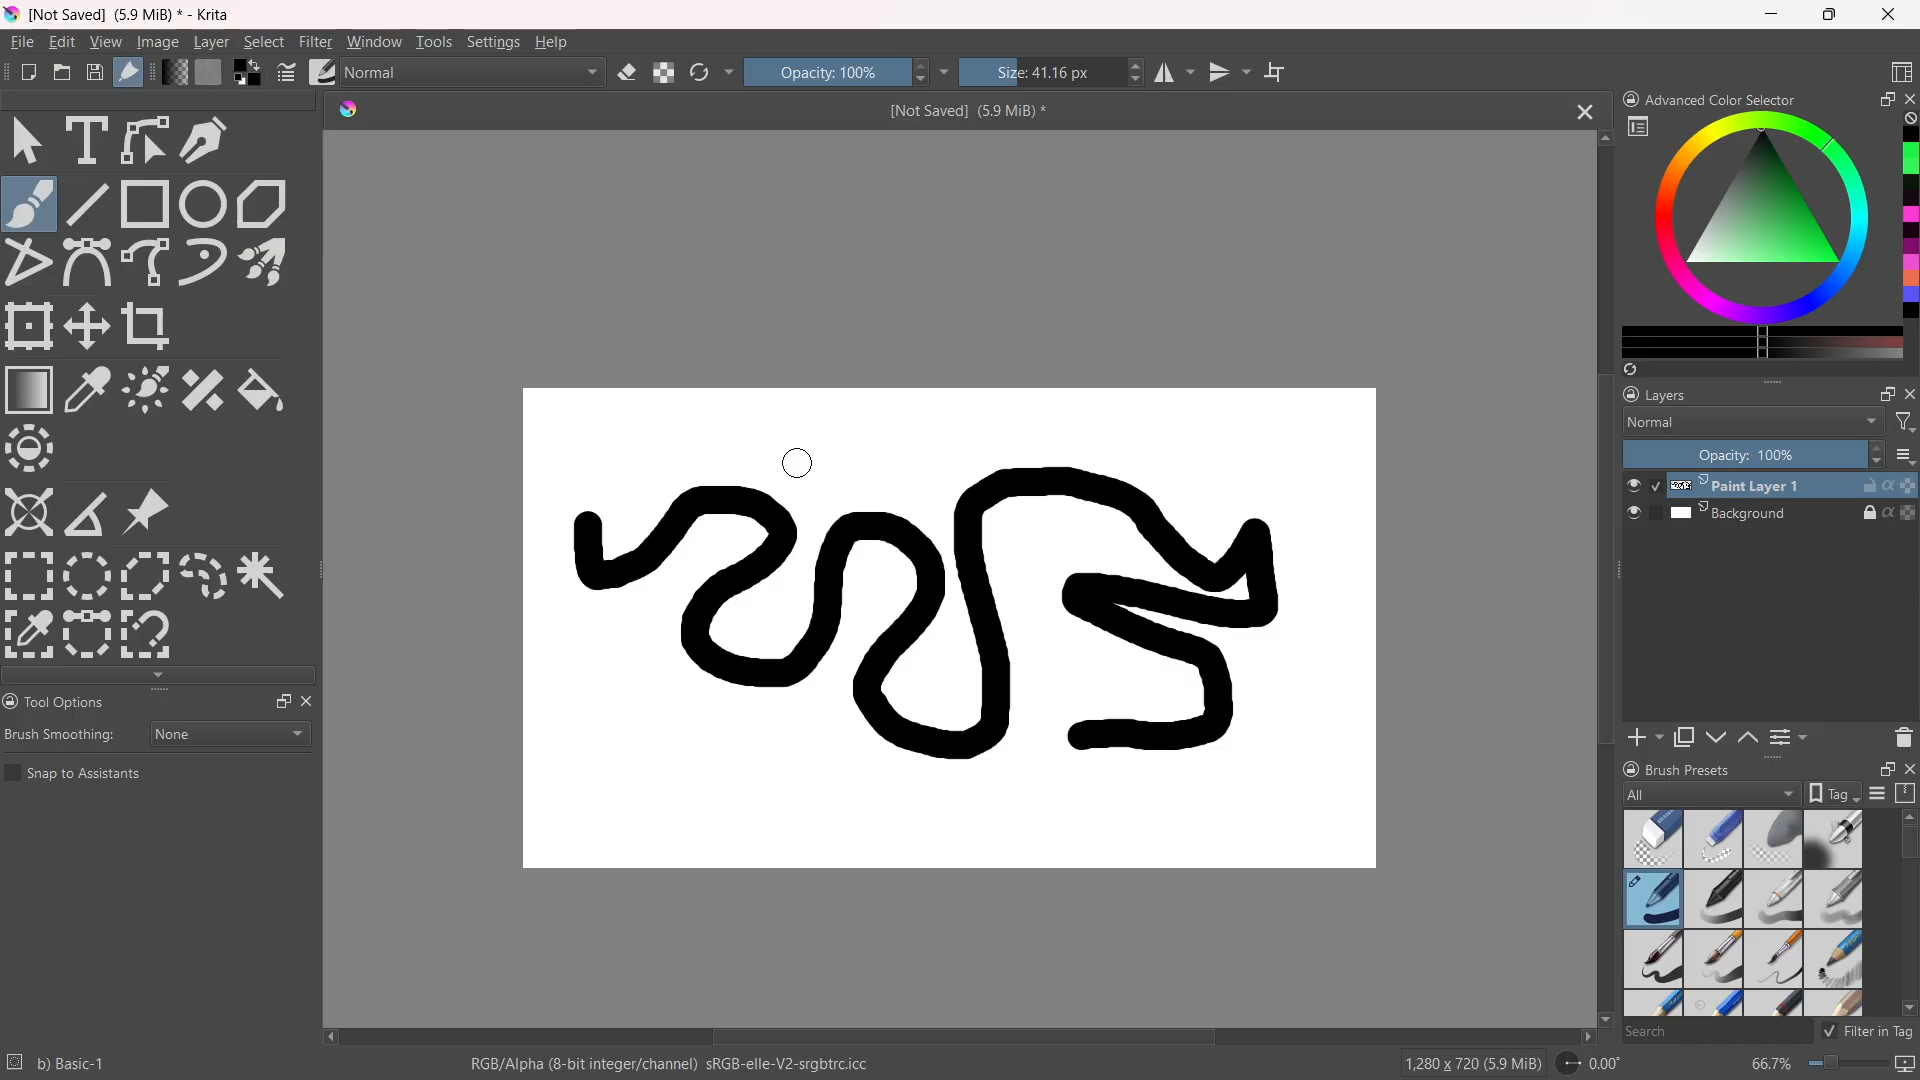 [Not Saved] (5.9 MiB) * - Krita
File Edit View Image Layer Select Filter Window Tools Settings Help
Normal Opacity: 100% Size: 41.16 px
[Not Saved] (5.9 MiB) *
Advanced Color Selector
Layers
Normal
Opacity: 100%
Paint Layer 1
Background
Tool Options
Brush Smoothing: None
Snap to Assistants
Brush Presets
All Tag
Search Filter in Tag
b) Basic-1 RGB/Alpha (8-bit integer/channel) sRGB-elle-V2-srgbtrc.icc 1,280 x 720 (5.9 MiB) 0.00° 66.7%